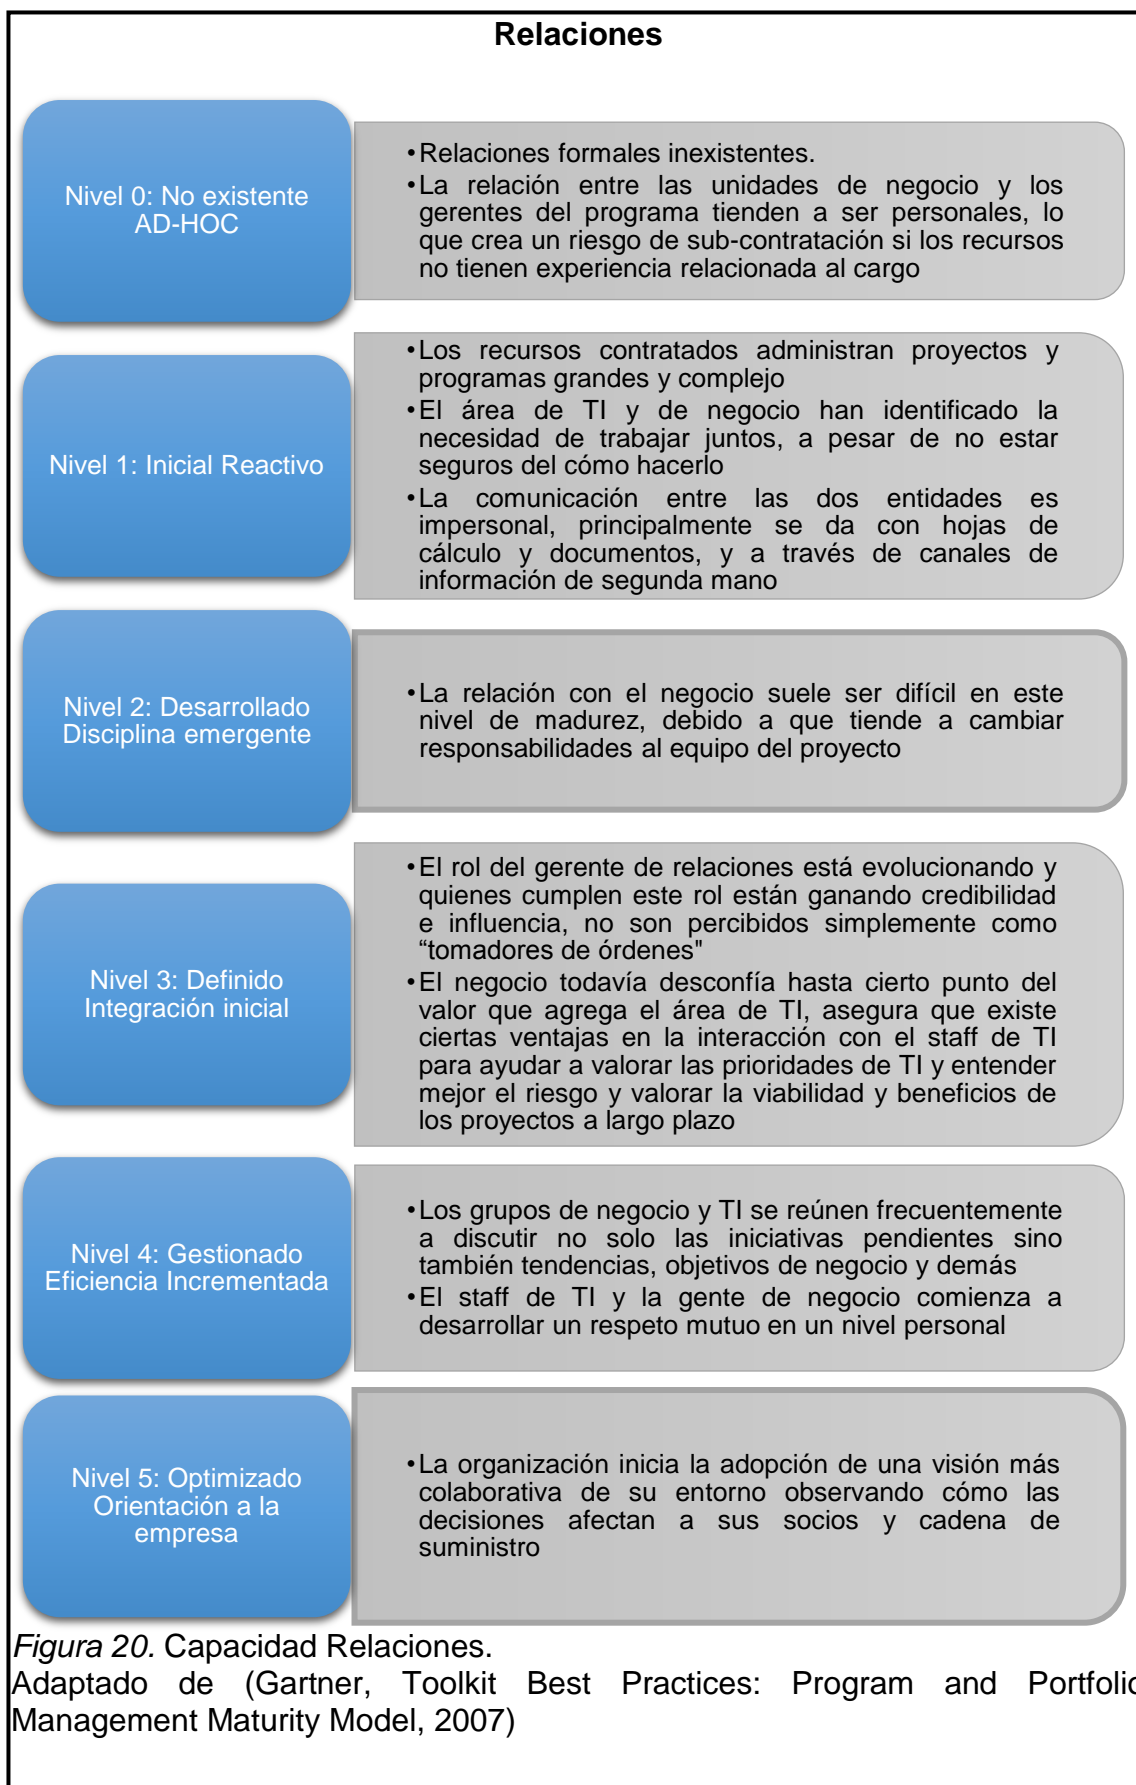 Relaciones
Nivel 0: No existente
AD-HOC
•Relaciones formales inexistentes.
•La relación entre las unidades de negocio y los
gerentes del programa tienden a ser personales, lo
que crea un riesgo de sub-contratación si los recursos
no tienen experiencia relacionada al cargo
Nivel 1: Inicial Reactivo
•Los recursos contratados administran proyectos y
programas grandes y complejo
•El área de TI y de negocio han identificado la
necesidad de trabajar juntos, a pesar de no estar
seguros del cómo hacerlo
•La comunicación entre las dos entidades es
impersonal, principalmente se da con hojas de
cálculo y documentos, y a través de canales de
información de segunda mano
Nivel 2: Desarrollado
Disciplina emergente
•La relación con el negocio suele ser difícil en este
nivel de madurez, debido a que tiende a cambiar
responsabilidades al equipo del proyecto
Nivel 3: Definido
Integración inicial
•El rol del gerente de relaciones está evolucionando y
quienes cumplen este rol están ganando credibilidad
e influencia, no son percibidos simplemente como
“tomadores de órdenes"
•El negocio todavía desconfía hasta cierto punto del
valor que agrega el área de TI, asegura que existe
ciertas ventajas en la interacción con el staff de TI
para ayudar a valorar las prioridades de TI y entender
mejor el riesgo y valorar la viabilidad y beneficios de
los proyectos a largo plazo
Nivel 4: Gestionado
Eficiencia Incrementada
•Los grupos de negocio y TI se reúnen frecuentemente
a discutir no solo las iniciativas pendientes sino
también tendencias, objetivos de negocio y demás
•El staff de TI y la gente de negocio comienza a
desarrollar un respeto mutuo en un nivel personal
Nivel 5: Optimizado
Orientación a la
empresa
•La organización inicia la adopción de una visión más
colaborativa de su entorno observando cómo las
decisiones afectan a sus socios y cadena de
suministro
Figura 20. Capacidad Relaciones.
Adaptado de (Gartner, Toolkit Best Practices: Program and Portfolio
Management Maturity Model, 2007)